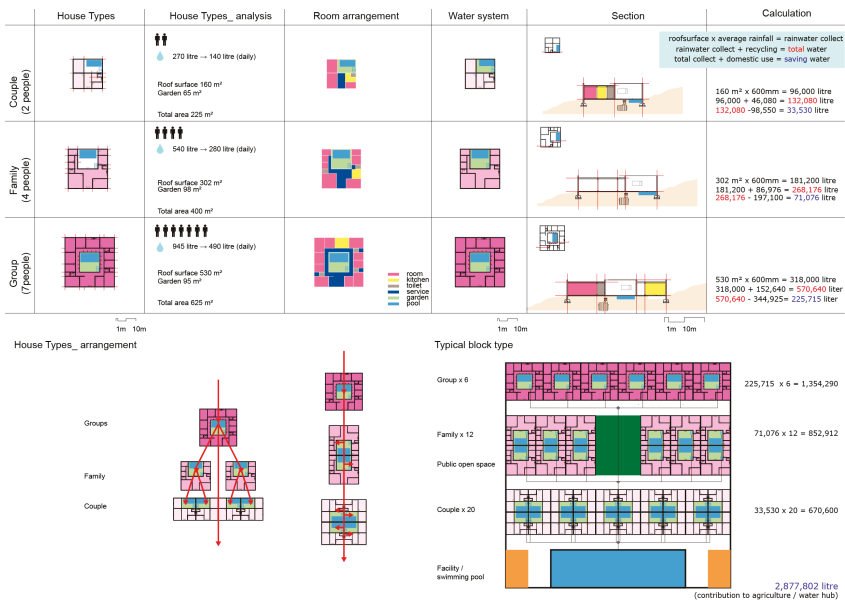 House Types
House Types_ analysis
Room arrangement
Water system
Section
Calculation
roofsurface x average rainfall = rainwater collect
rainwater collect + recycling = total water
total collect + domestic use = saving water
Couple
(2 people)
270 litre → 140 litre (daily)
Roof surface 160 m²
Garden 65 m²
Total area 225 m²
160 m² x 600mm = 96,000 litre
96,000 + 46,080 = 132,080 litre
132,080 -98,550 = 33,530 litre
Family
(4 people)
540 litre → 280 litre (daily)
Roof surface 302 m²
Garden 98 m²
Total area 400 m²
302 m² x 600mm = 181,200 litre
181,200 + 86,976 = 268,176 litre
268,176 - 197,100 = 71,076 litre
Group
(7people)
945 litre → 490 litre (daily)
Roof surface 530 m²
Garden 95 m²
Total area 625 m²
room
kitchen
toilet
service
garden
pool
530 m² x 600mm = 318,000 litre
318,000 + 152,640 = 570,640 liter
570,640 - 344,925= 225,715 liter
1m 10m
1m 10m
1m 10m
House Types_ arrangement
Groups
Family
Couple
Typical block type
Group x 6
225,715 x 6 = 1,354,290
Family x 12
71,076 x 12 = 852,912
Public open space
Couple x 20
33,530 x 20 = 670,600
Facility /
swimming pool
2,877,802 litre
(contribution to agriculture / water hub)